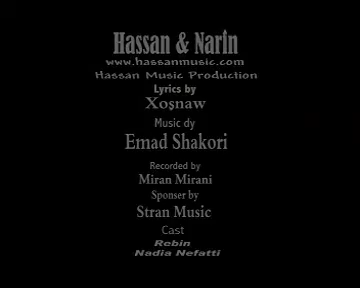 Hassan & Narin
www.hassanmusic.com
Hassan Music Production
Lyrics by
Xoşnaw
Music dy
Emad Shakori
Recorded by
Miran Mirani
Sponser by
Stran Music
Cast
Rebin
Nadia Nefatti